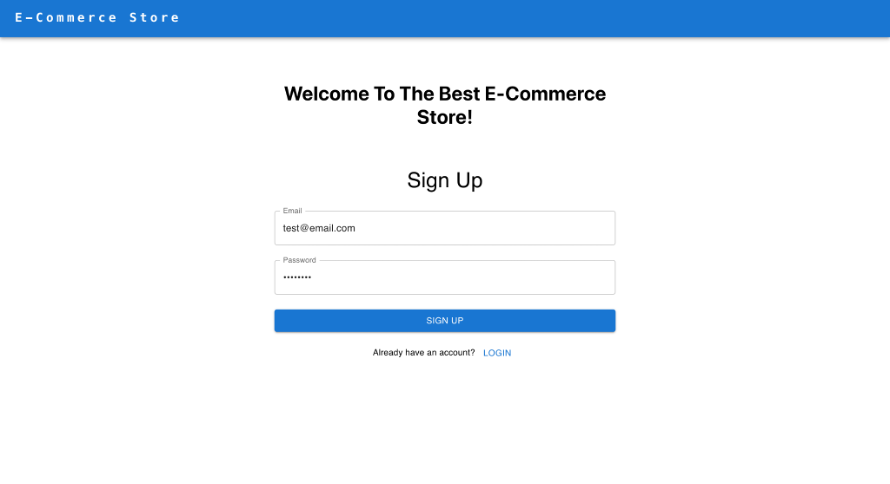 E-Commerce Store
Welcome To The Best E-Commerce
Store!
Sign Up
Email
test@email.com
Password
••••••••
SIGN UP
Already have an account? LOGIN